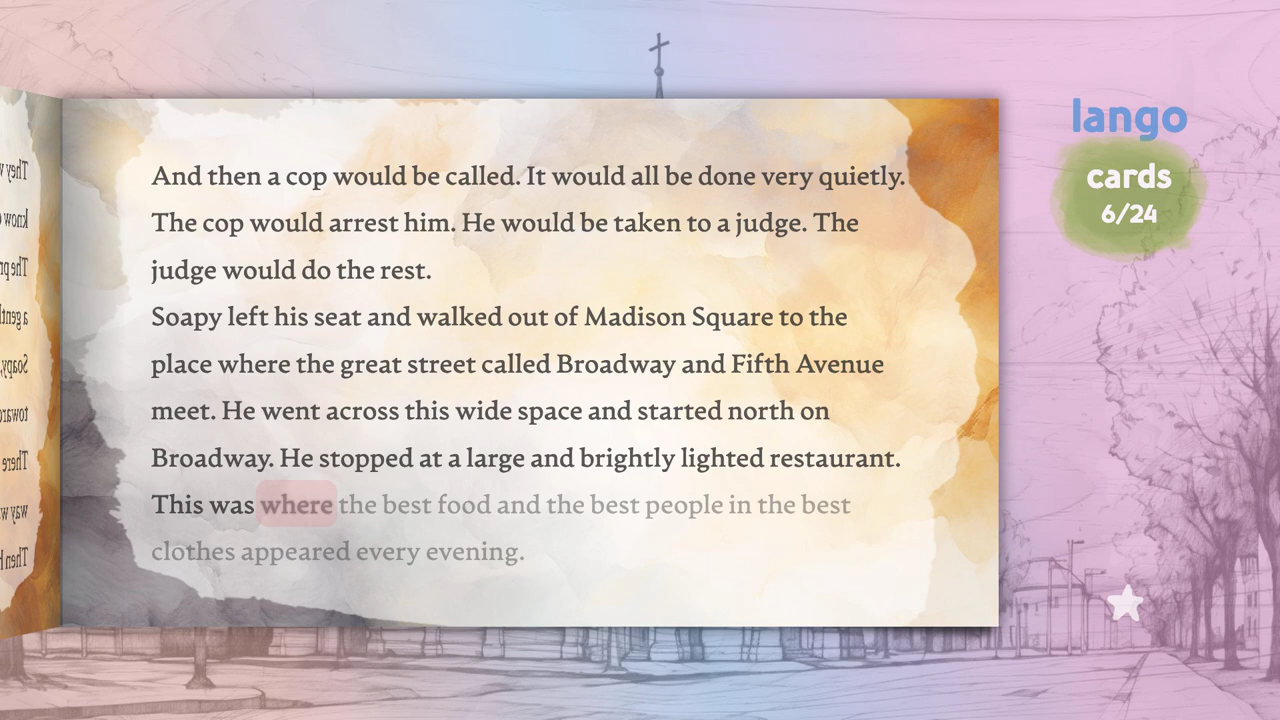 And then a cop would be called. It would all be done very quietly.
The cop would arrest him. He would be taken to a judge. The
judge would do the rest.
Soapy left his seat and walked out of Madison Square to the
place where the great street called Broadway and Fifth Avenue
meet. He went across this wide space and started north on
Broadway. He stopped at a large and brightly lighted restaurant.
This was where the best food and the best people in the best
clothes appeared every evening.
lango
cards
6/24